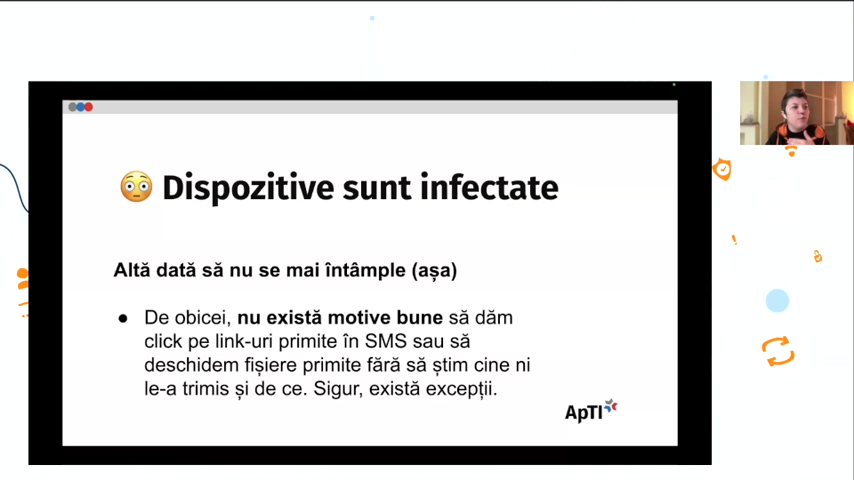 😳 Dispozitive sunt infectate
Altă dată să nu se mai întâmple (așa)
● De obicei, nu există motive bune să dăm
click pe link-uri primite în SMS sau să
deschidem fișiere primite fără să știm cine ni
le-a trimis și de ce. Sigur, există excepții.
ApTI